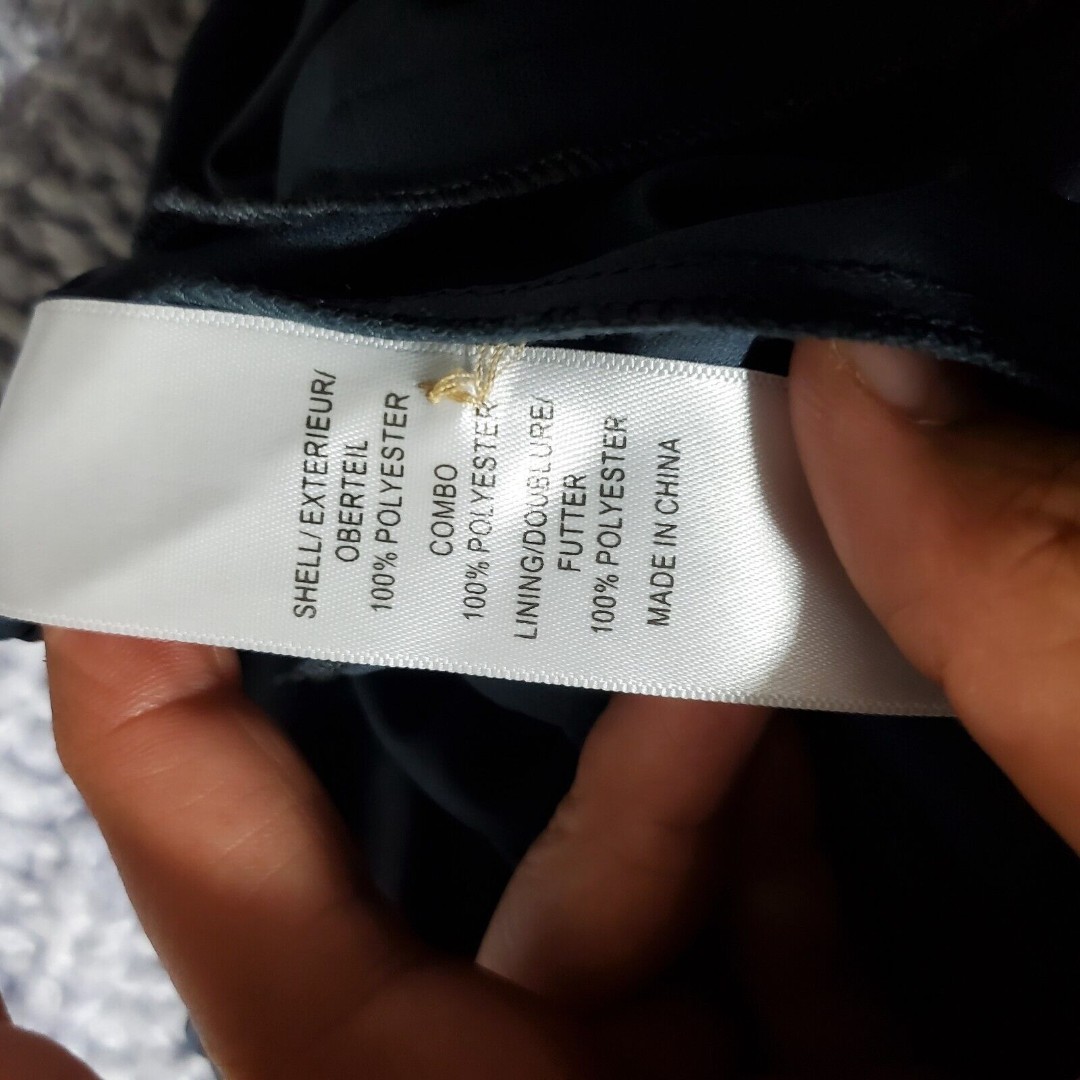 SHELL/EXTERIEUR/
OBERTEIL
100% POLYESTER
COMBO
100% POLYESTER
LINING/DOUBLURE/
FUTTER
100% POLYESTER
MADE IN CHINA